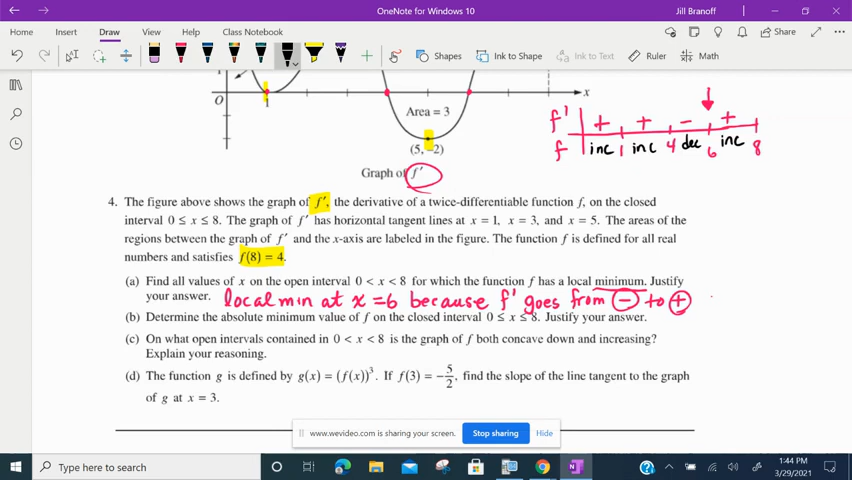 OneNote for Windows 10
Jill Branoff
Home
Insert
Draw
View
Help
Class Notebook
Share
Shapes
Ink to Shape
Ink to Text
Ruler
Math
1
O
1
x
Area = 3
(5, −2)
Graph of f′
f′ + + − +
f inc 1 inc 4 dec 6 inc 8
4. The figure above shows the graph of f′, the derivative of a twice-differentiable function f, on the closed
interval 0 ≤ x ≤ 8. The graph of f′ has horizontal tangent lines at x = 1, x = 3, and x = 5. The areas of the
regions between the graph of f′ and the x-axis are labeled in the figure. The function f is defined for all real
numbers and satisfies f(8) = 4.
(a) Find all values of x on the open interval 0 < x < 8 for which the function f has a local minimum. Justify
your answer. local min at x = 6 because f′ goes from − to +
(b) Determine the absolute minimum value of f on the closed interval 0 ≤ x ≤ 8. Justify your answer.
(c) On what open intervals contained in 0 < x < 8 is the graph of f both concave down and increasing?
Explain your reasoning.
(d) The function g is defined by g(x) = (f(x))³. If f(3) = −5/2, find the slope of the line tangent to the graph
of g at x = 3.
www.wevideo.com is sharing your screen.
Stop sharing
Hide
Type here to search
1:44 PM
3/29/2021